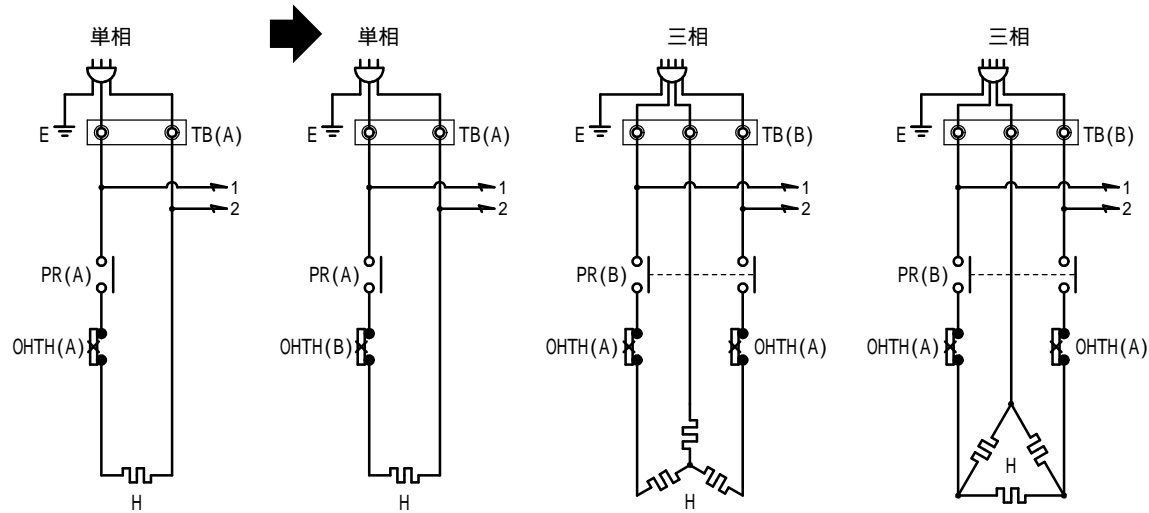 単相
E
TB(A)
1
2
PR(A)
OHTH(A)
H
単相
E
TB(A)
1
2
PR(A)
OHTH(B)
H
三相
E
TB(B)
1
2
PR(B)
OHTH(A)
OHTH(A)
H
三相
E
TB(B)
1
2
PR(B)
OHTH(A)
OHTH(A)
H